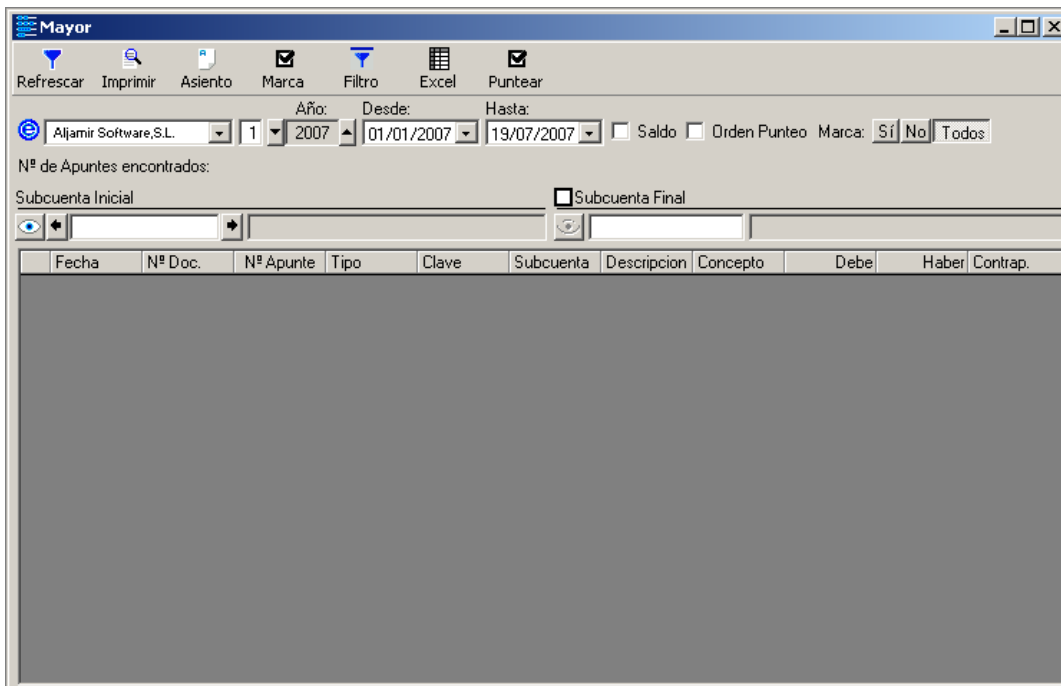 Mayor
Refrescar Imprimir Asiento Marca Filtro Excel Puntear
Año: Desde: Hasta:
Aljamir Software,S.L. 1 2007 01/01/2007 19/07/2007 Saldo Orden Punteo Marca: Sí No Todos
Nº de Apuntes encontrados:
Subcuenta Inicial Subcuenta Final
Fecha Nº Doc. Nº Apunte Tipo Clave Subcuenta Descripcion Concepto Debe Haber Contrap.